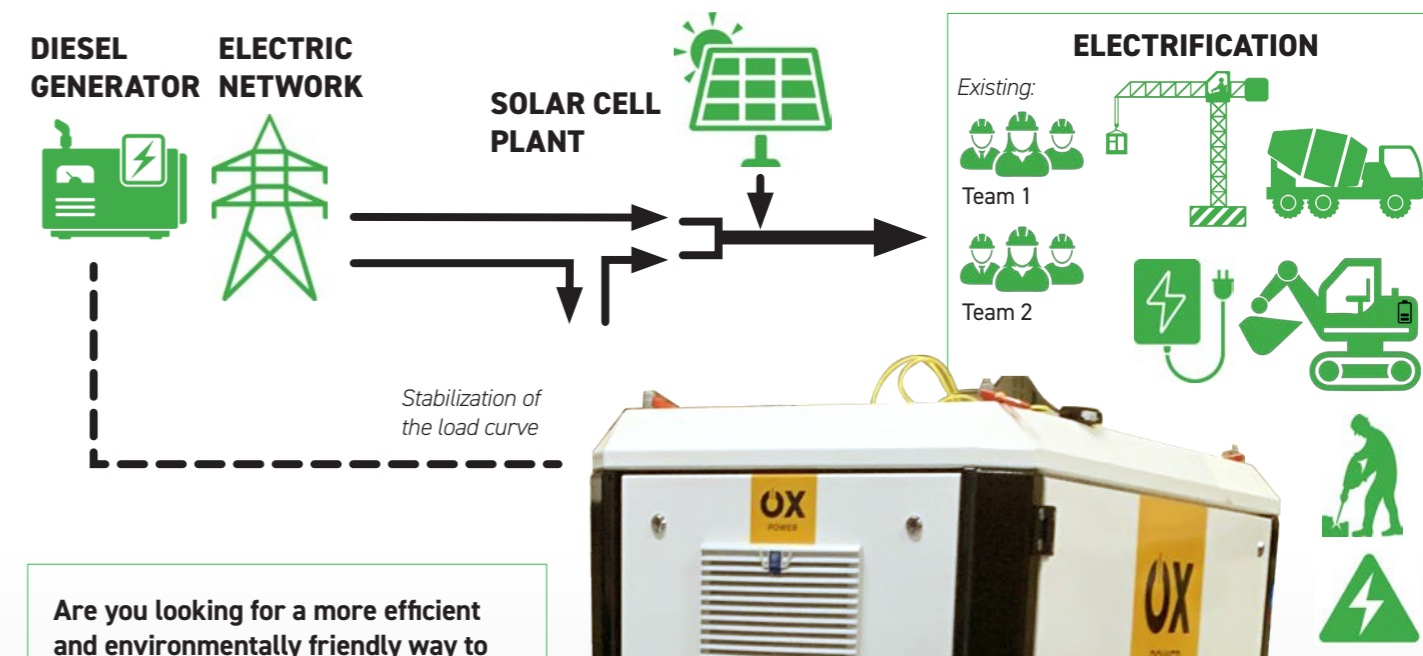 DIESEL
GENERATOR
ELECTRIC
NETWORK
SOLAR CELL
PLANT
ELECTRIFICATION
Existing:
Team 1
Team 2
Stabilization of
the load curve
OX
POWER
OX
POWER
Are you looking for a more efficient
and environmentally friendly way to